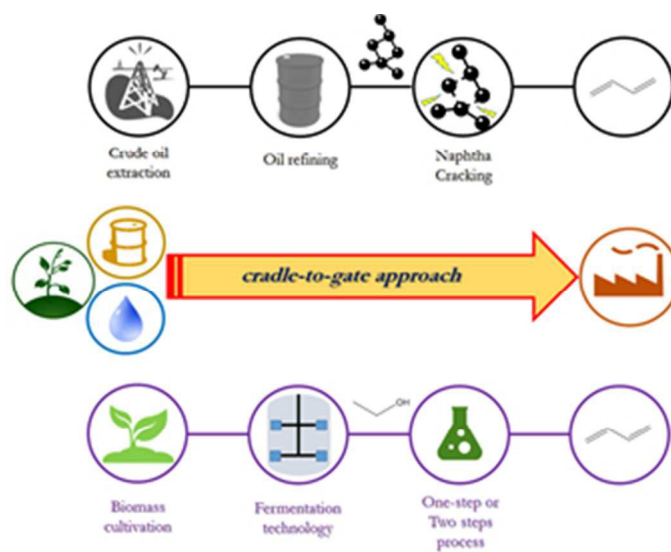 Crude oil
extraction
Oil refining
Naphtha
Cracking
cradle-to-gate approach
OH
Biomass
cultivation
Fermentation
technology
One-step or
Two steps
process